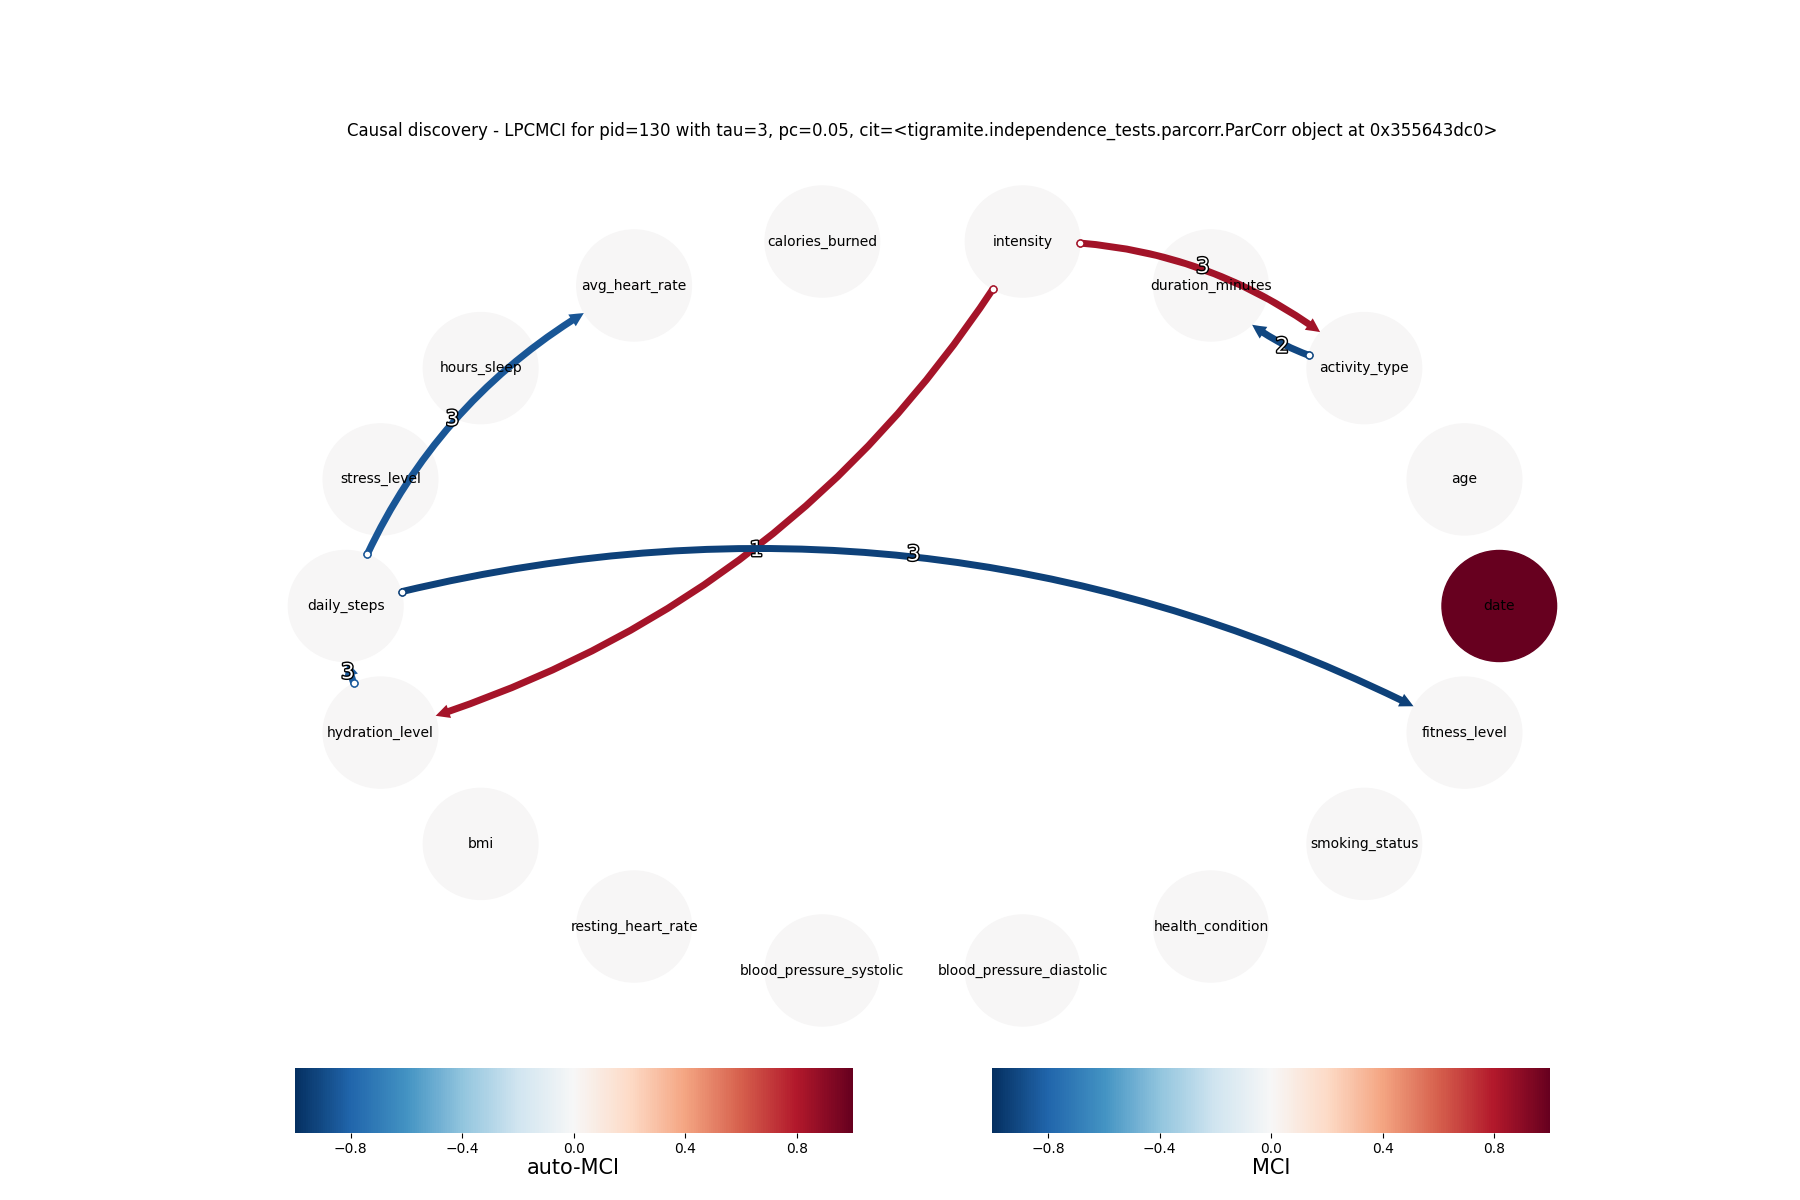 Causal discovery - LPCMCI for pid=130 with tau=3, pc=0.05, cit=<tigramite.independence_tests.parcorr.ParCorr object at 0x355643dc0>
calories_burned
intensity
3
avg_heart_rate
duration_minutes
2
hours_sleep
activity_type
3
stress_level
age
1
3
daily_steps
date
3
hydration_level
fitness_level
bmi
smoking_status
resting_heart_rate
health_condition
blood_pressure_systolic
blood_pressure_diastolic
−0.8 −0.4 0.0 0.4 0.8
auto-MCI
−0.8 −0.4 0.0 0.4 0.8
MCI